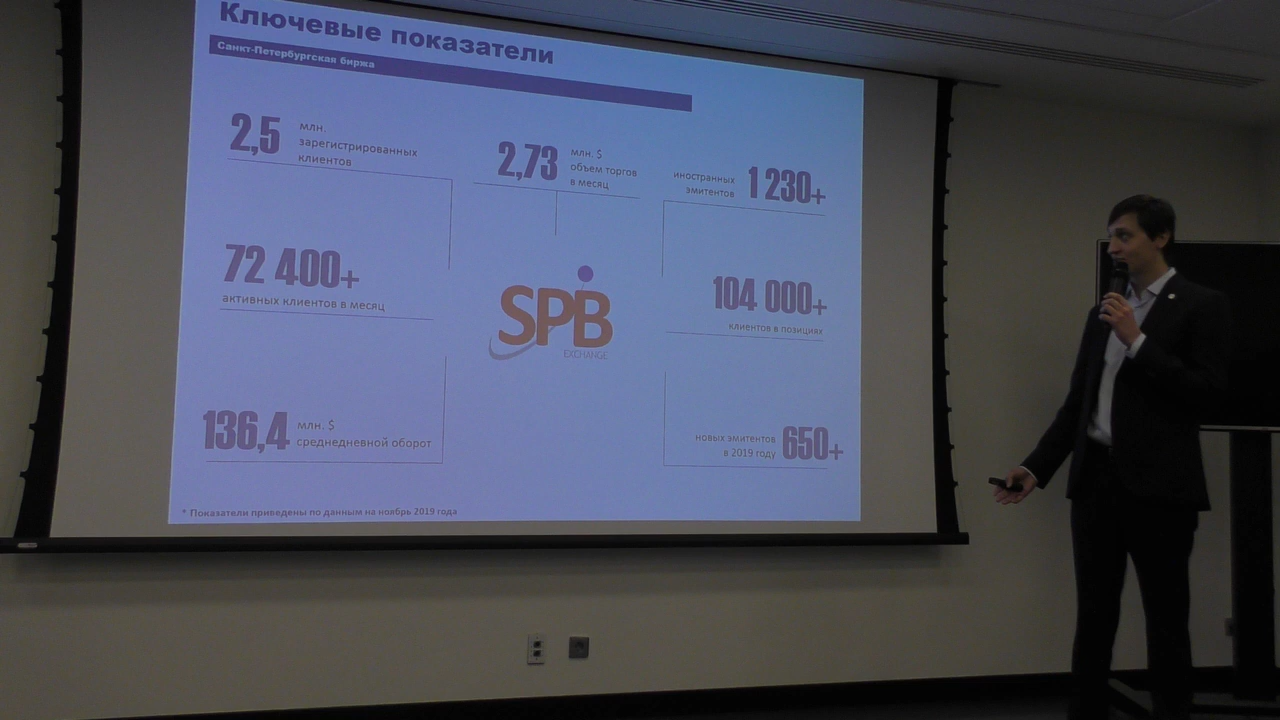 Ключевые показатели
Санкт-Петербургская биржа
2,5 млн.
зарегистрированных
клиентов
2,73 млн. $
объем торгов
в месяц
иностранных
эмитентов 1 230+
72 400+
активных клиентов в месяц
104 000+
клиентов в позициях
SPB
EXCHANGE
136,4 млн. $
среднедневной оборот
новых эмитентов
в 2019 году 650+
* Показатели приведены по данным на ноябрь 2019 года